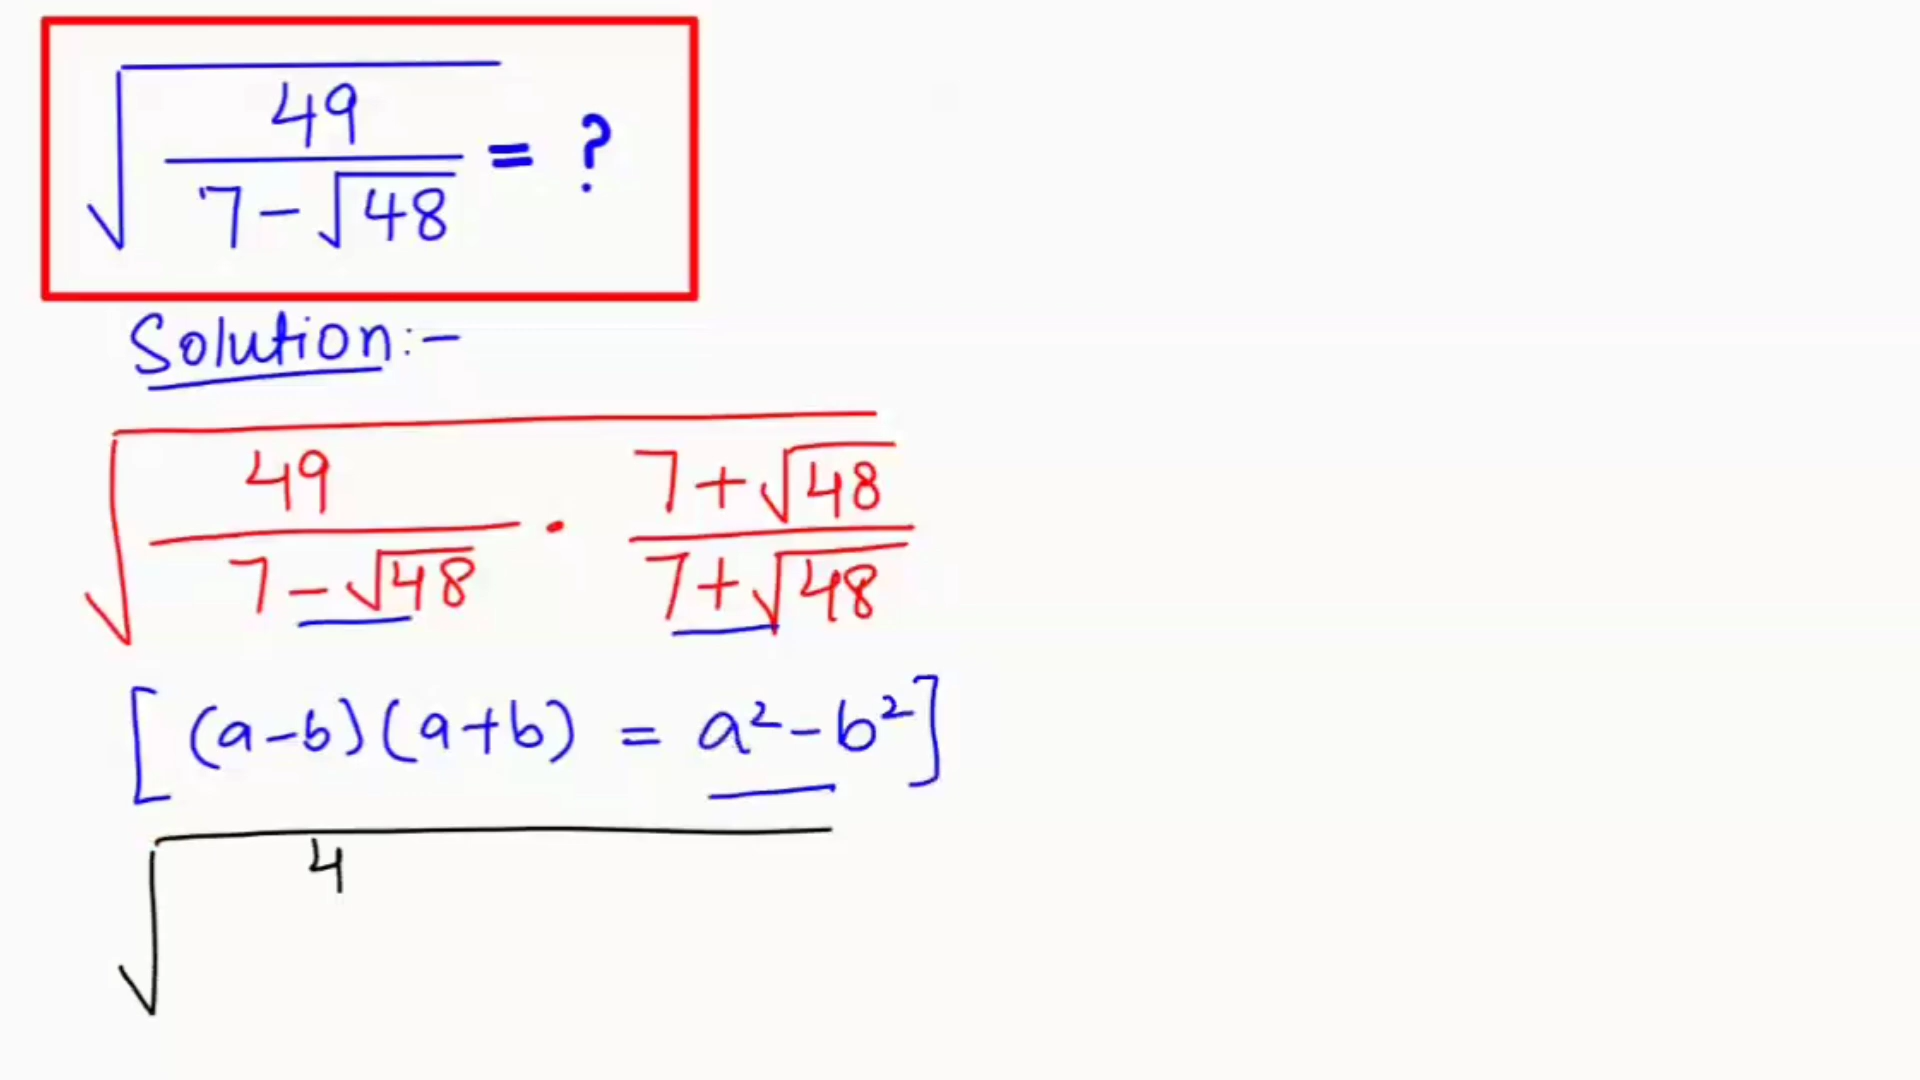 √(49/(7-√48)) = ?
Solution:-
√(49/(7-√48) · (7+√48)/(7+√48))
[(a-b)(a+b) = a²-b²]
√4